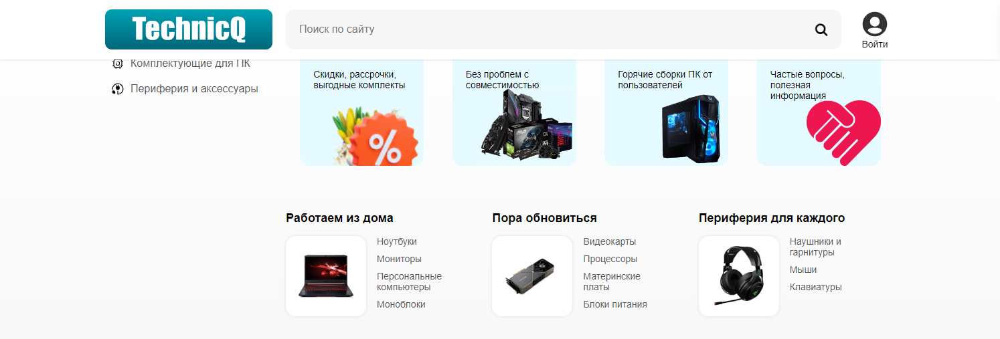 TechnicQ
Поиск по сайту
Войти
Комплектующие для ПК
Периферия и аксессуары
Скидки, рассрочки,
выгодные комплекты
%
Без проблем с
совместимостью
Горячие сборки ПК от
пользователей
Частые вопросы,
полезная
информация
Работаем из дома
Ноутбуки
Мониторы
Персональные
компьютеры
Моноблоки
Пора обновиться
Видеокарты
Процессоры
Материнские
платы
Блоки питания
Периферия для каждого
Наушники и
гарнитуры
Мыши
Клавиатуры